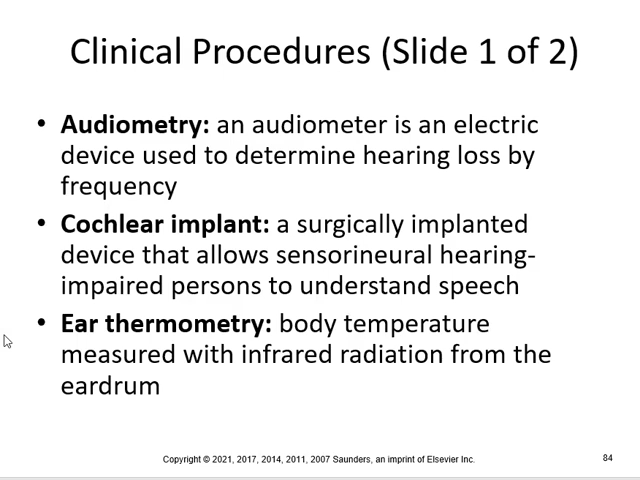 Clinical Procedures (Slide 1 of 2)
• Audiometry: an audiometer is an electric
device used to determine hearing loss by
frequency
• Cochlear implant: a surgically implanted
device that allows sensorineural hearing-
impaired persons to understand speech
• Ear thermometry: body temperature
measured with infrared radiation from the
eardrum
Copyright © 2021, 2017, 2014, 2011, 2007 Saunders, an imprint of Elsevier Inc.
84